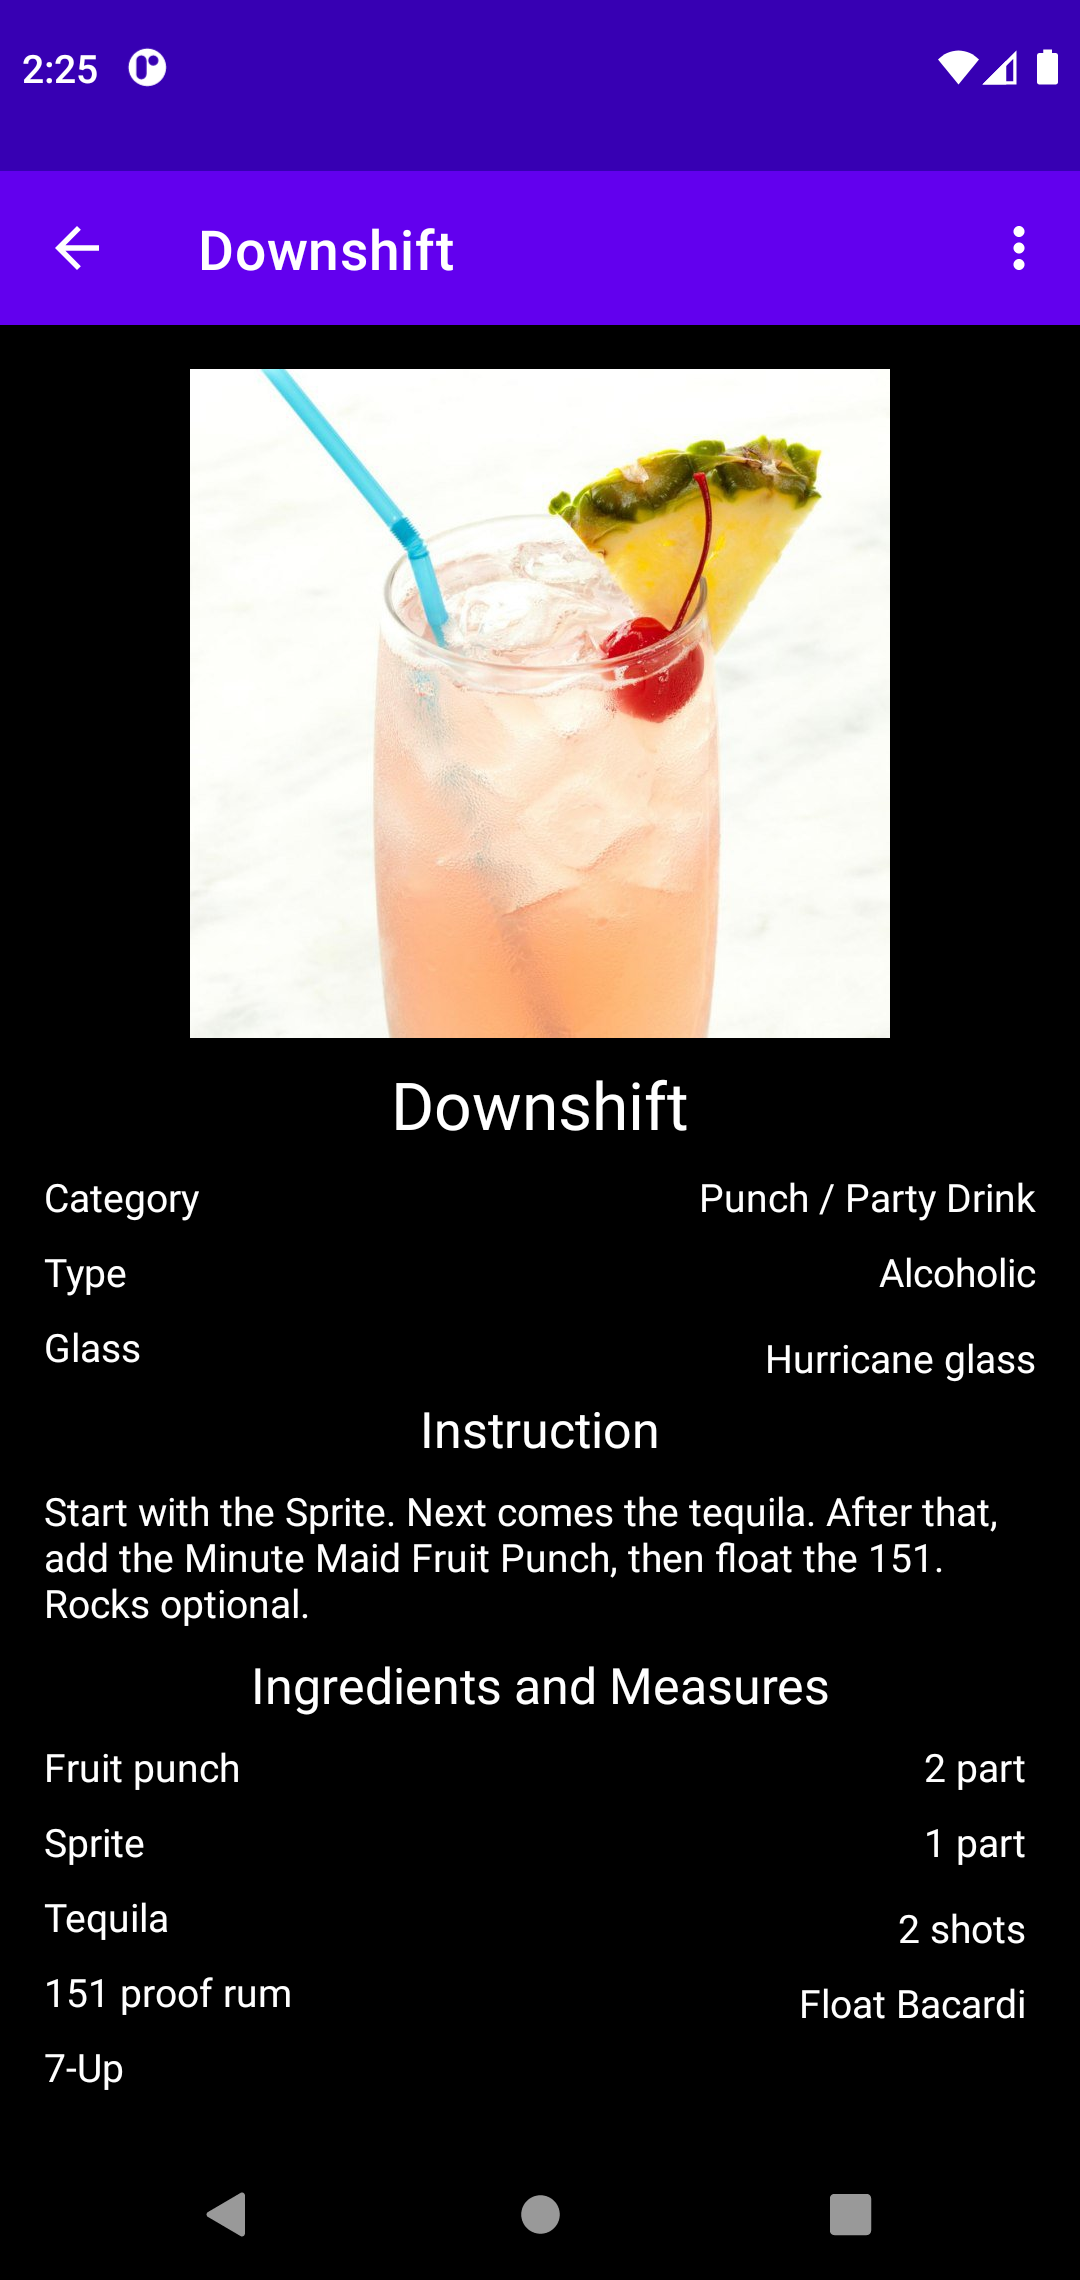 2:25
Downshift
Downshift
Category Punch / Party Drink
Type Alcoholic
Glass Hurricane glass
Instruction
Start with the Sprite. Next comes the tequila. After that,
add the Minute Maid Fruit Punch, then float the 151.
Rocks optional.
Ingredients and Measures
Fruit punch 2 part
Sprite 1 part
Tequila 2 shots
151 proof rum Float Bacardi
7-Up